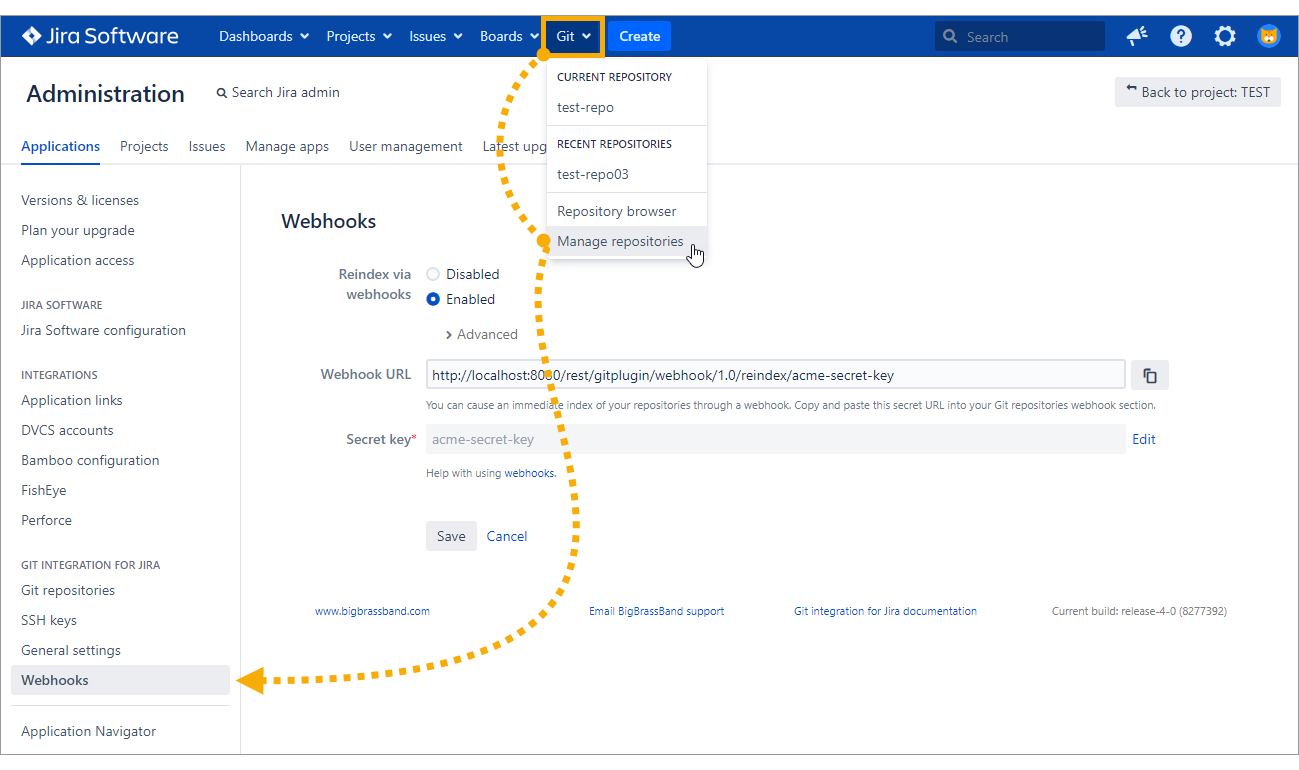 Jira Software
Dashboards Projects Issues Boards Git Create Search
Administration
Search Jira admin
Back to project: TEST
Applications Projects Issues Manage apps User management Latest upg
CURRENT REPOSITORY
test-repo
RECENT REPOSITORIES
test-repo03
Repository browser
Manage repositories
Versions & licenses
Plan your upgrade
Application access
JIRA SOFTWARE
Jira Software configuration
INTEGRATIONS
Application links
DVCS accounts
Bamboo configuration
FishEye
Perforce
GIT INTEGRATION FOR JIRA
Git repositories
SSH keys
General settings
Webhooks
Application Navigator
Webhooks
Reindex via
webhooks
Disabled
Enabled
Advanced
Webhook URL
http://localhost:8080/rest/gitplugin/webhook/1.0/reindex/acme-secret-key
You can cause an immediate index of your repositories through a webhook. Copy and paste this secret URL into your Git repositories webhook section.
Secret key*
acme-secret-key
Edit
Help with using webhooks.
Save Cancel
www.bigbrassband.com
Email BigBrassBand support
Git integration for Jira documentation
Current build: release-4-0 (8277392)